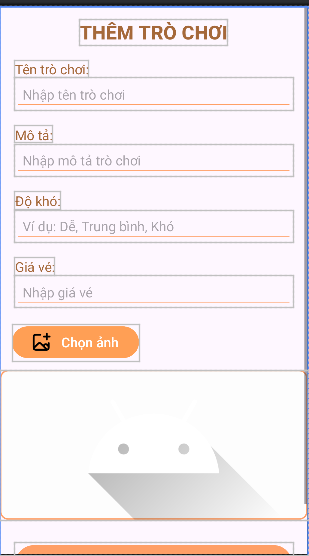 THÊM TRÒ CHƠI
Tên trò chơi:
Nhập tên trò chơi
Mô tả:
Nhập mô tả trò chơi
Độ khó:
Ví dụ: Dễ, Trung bình, Khó
Giá vé:
Nhập giá vé
Chọn ảnh